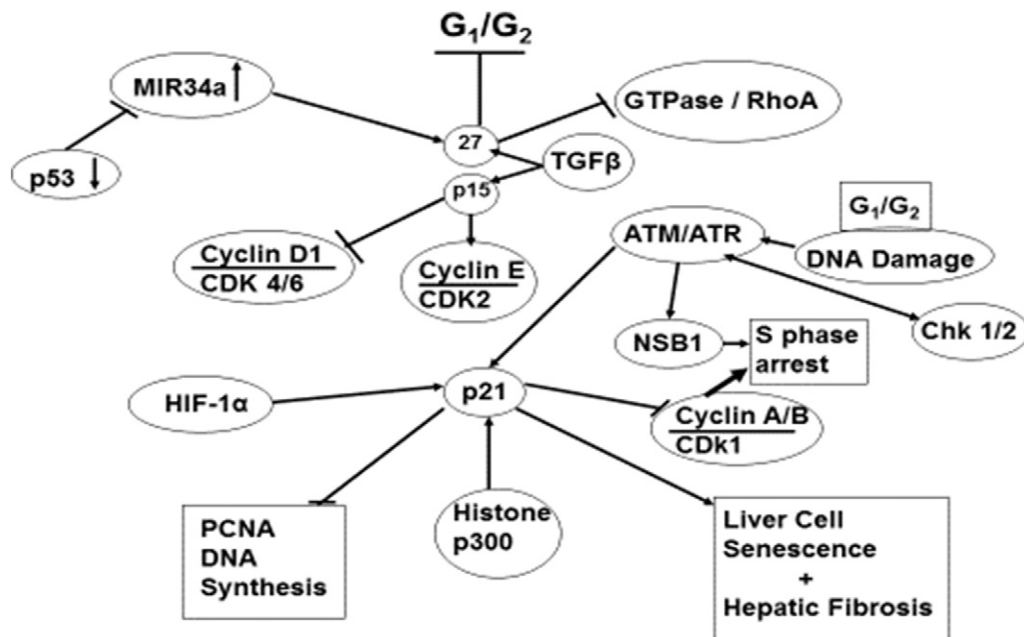 G₁/G₂
MIR34a ↑
GTPase / RhoA
27
TGFβ
p53 ↓
p15
G₁/G₂
ATM/ATR
DNA Damage
Cyclin D1
CDK 4/6
Cyclin E
CDK2
NSB1
S phase
arrest
Chk 1/2
HIF-1α
p21
Cyclin A/B
CDk1
PCNA
DNA
Synthesis
Histone
p300
Liver Cell
Senescence
+
Hepatic Fibrosis